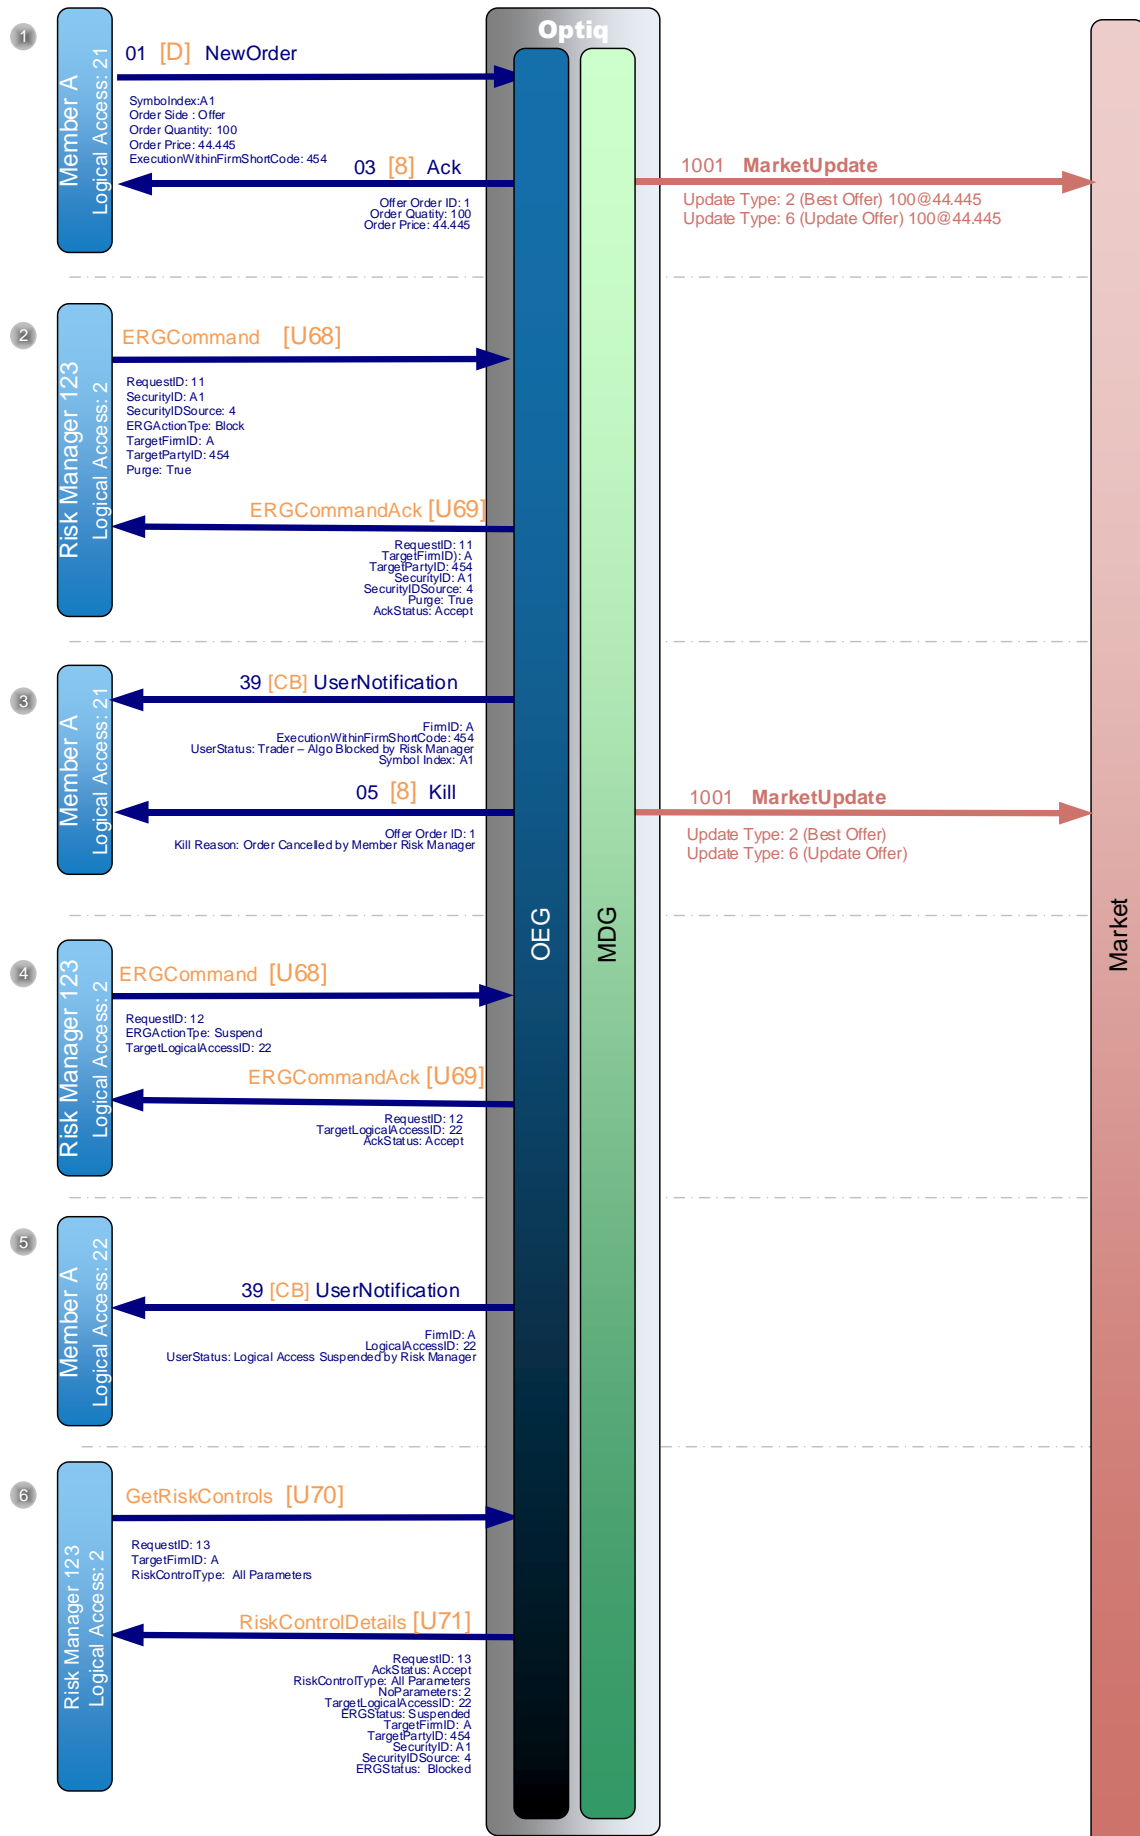 Optiq
1
Member A
Logical Access: 21
01 [D] NewOrder
SymbolIndex:A1
Order Side : Offer
Order Quantity: 100
Order Price: 44.445
ExecutionWithinFirmShortCode: 454
03 [8] Ack
Offer Order ID: 1
Order Quatity: 100
Order Price: 44.445
1001 MarketUpdate
Update Type: 2 (Best Offer) 100@44.445
Update Type: 6 (Update Offer) 100@44.445
2
Risk Manager 123
Logical Access: 2
ERGCommand [U68]
RequestID: 11
SecurityID: A1
SecurityIDSource: 4
ERGActionTpe: Block
TargetFirmID: A
TargetPartyID: 454
Purge: True
ERGCommandAck [U69]
RequestID: 11
TargetFirmID): A
TargetPartyID: 454
SecurityID: A1
SecurityIDSource: 4
Purge: True
AckStatus: Accept
3
Member A
Logical Access: 21
39 [CB] UserNotification
FirmID: A
ExecutionWithinFirmShortCode: 454
UserStatus: Trader – Algo Blocked by Risk Manager
Symbol Index: A1
05 [8] Kill
Offer Order ID: 1
Kill Reason: Order Cancelled by Member Risk Manager
1001 MarketUpdate
Update Type: 2 (Best Offer)
Update Type: 6 (Update Offer)
OEG
MDG
Market
4
Risk Manager 123
Logical Access: 2
ERGCommand [U68]
RequestID: 12
ERGActionTpe: Suspend
TargetLogicalAccessID: 22
ERGCommandAck [U69]
RequestID: 12
TargetLogicalAccessID: 22
AckStatus: Accept
5
Member A
Logical Access: 22
39 [CB] UserNotification
FirmID: A
LogicalAccessID: 22
UserStatus: Logical Access Suspended by Risk Manager
6
Risk Manager 123
Logical Access: 2
GetRiskControls [U70]
RequestID: 13
TargetFirmID: A
RiskControlType: All Parameters
RiskControlDetails [U71]
RequestID: 13
AckStatus: Accept
RiskControlType: All Parameters
NoParameters: 2
TargetLogicalAccessID: 22
ERGStatus: Suspended
TargetFirmID: A
TargetPartyID: 454
SecurityID: A1
SecurityIDSource: 4
ERGStatus: Blocked